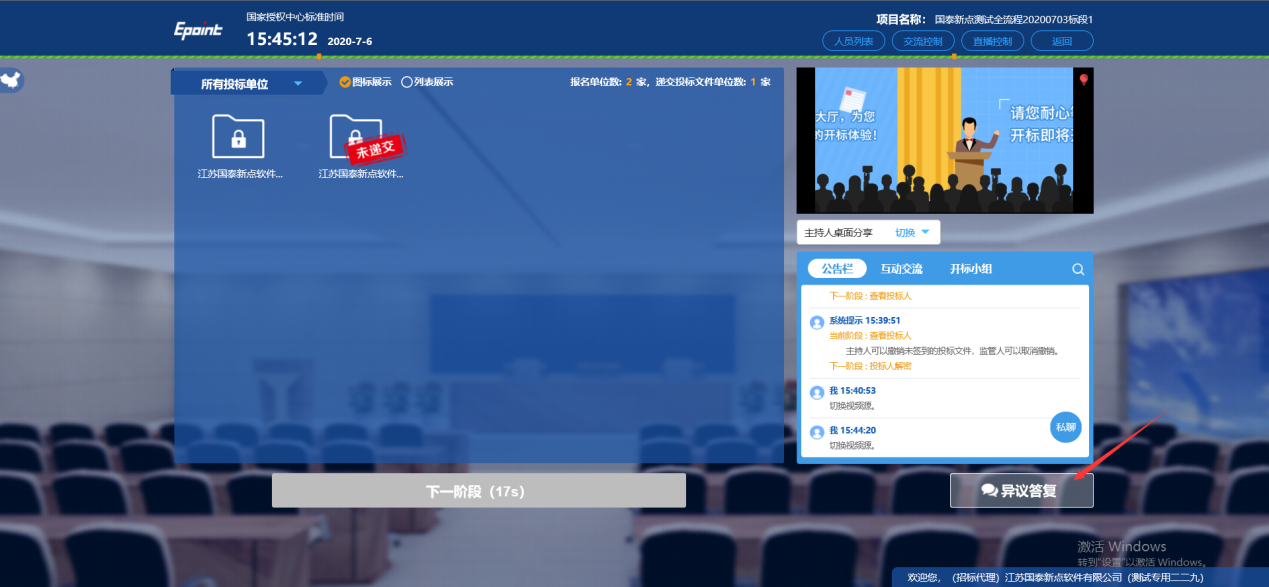 Epoint
国家授权中心标准时间
15:45:12 2020-7-6
项目名称： 国泰新点测试全流程20200703标段1
人员列表 交流控制 直播控制 返回
所有投标单位 图标展示 列表展示 报名单位数: 2 家，递交投标文件单位数: 1 家
未递交
江苏国泰新点软件... 江苏国泰新点软件...
大厅，为您
的开标体验!
请您耐心
开标即将
主持人桌面分享 切换
公告栏 互动交流 开标小组
下一阶段 : 查看投标人
系统提示 15:39:51
当前阶段 : 查看投标人
主持人可以撤销未签到的投标文件，监管人可以取消撤销。
下一阶段 : 投标人解密
我 15:40:53
切换视频源。
我 15:44:20
切换视频源。
私聊
下一阶段（17s）
异议答复
激活 Windows
转到"设置"以激活 Windows。
欢迎您，（招标代理）江苏国泰新点软件有限公司（测试专用二二九）